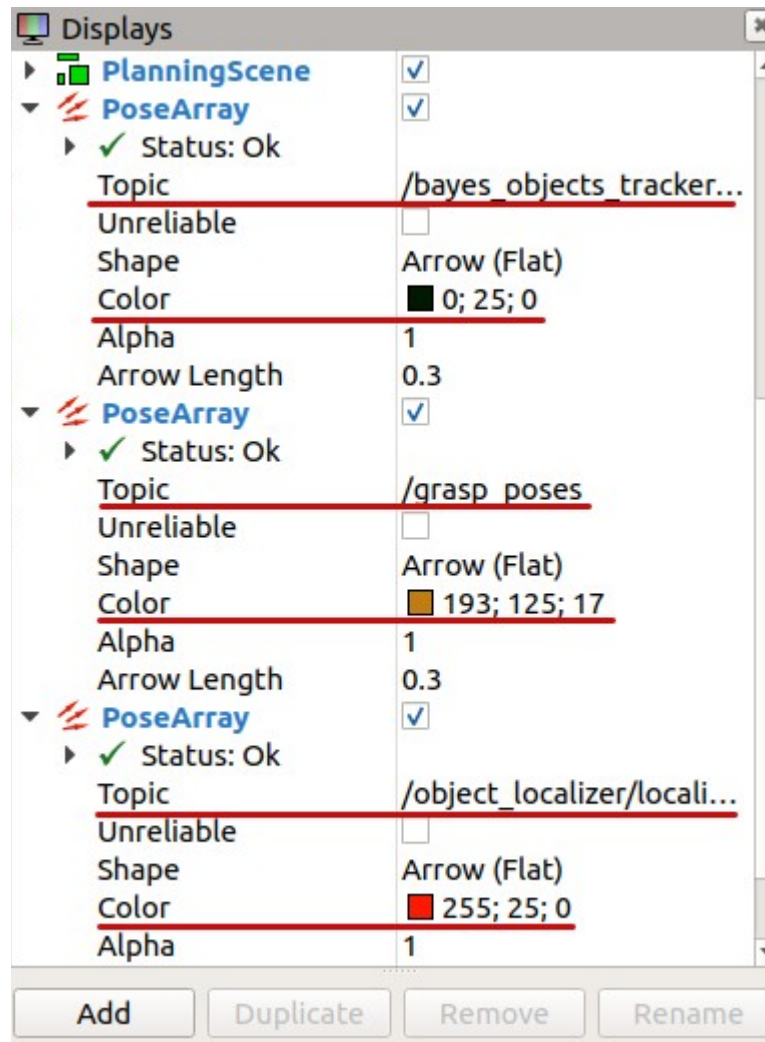 Displays
PlanningScene
PoseArray
Status: Ok
Topic /bayes_objects_tracker...
Unreliable
Shape Arrow (Flat)
Color 0; 25; 0
Alpha 1
Arrow Length 0.3
PoseArray
Status: Ok
Topic /grasp_poses
Unreliable
Shape Arrow (Flat)
Color 193; 125; 17
Alpha 1
Arrow Length 0.3
PoseArray
Status: Ok
Topic /object_localizer/locali...
Unreliable
Shape Arrow (Flat)
Color 255; 25; 0
Alpha 1
Add Duplicate Remove Rename